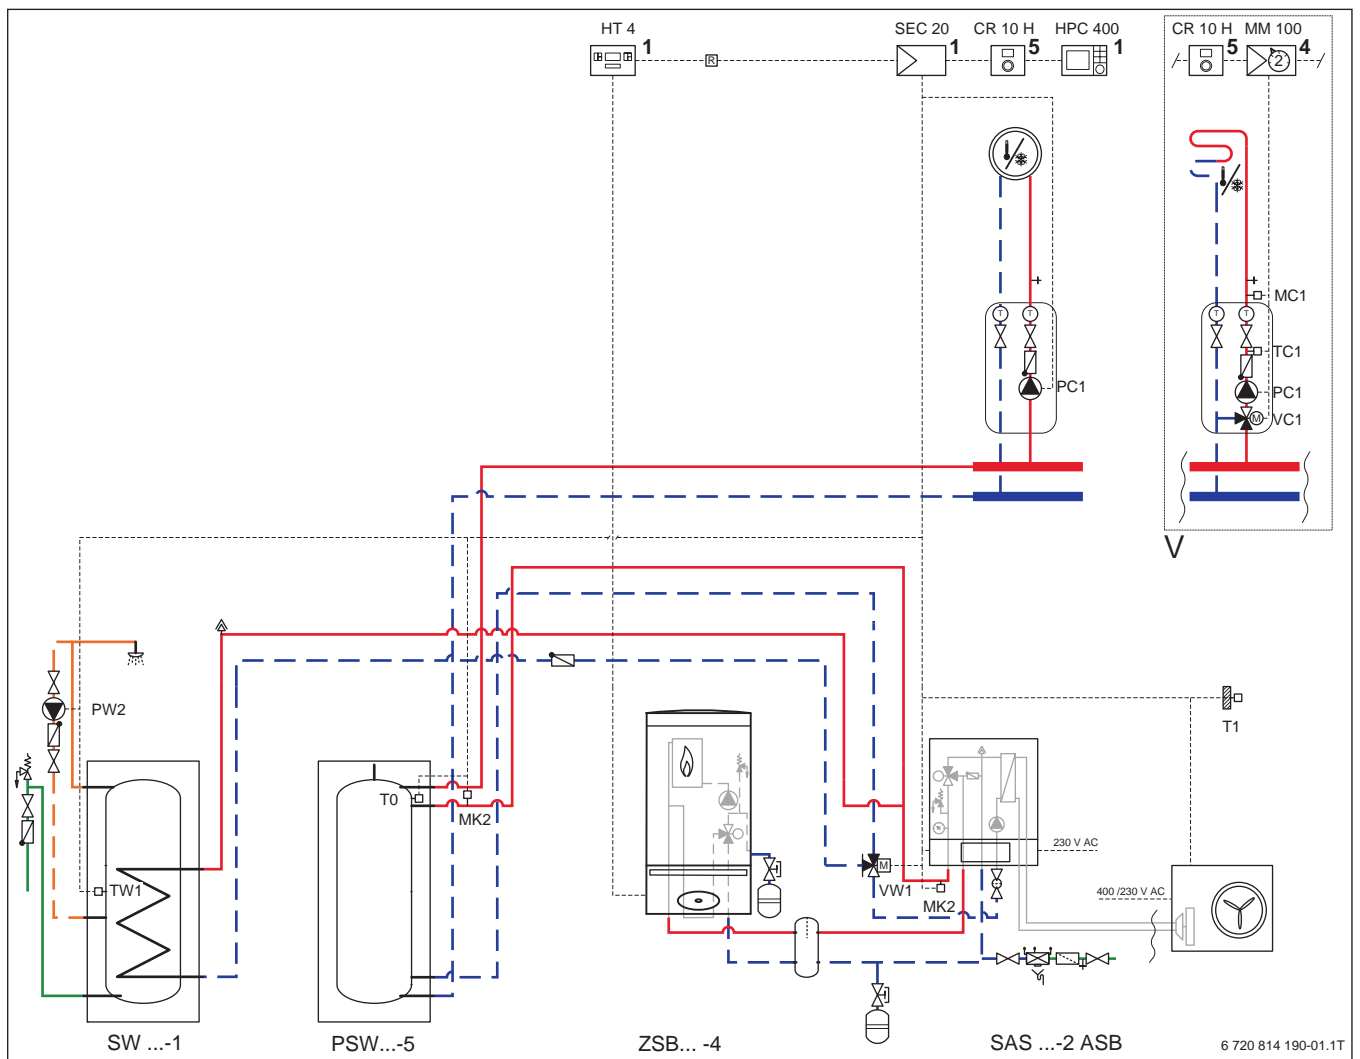 HT 4
1
R
SEC 20
1
CR 10 H
5
HPC 400
1
CR 10 H
5
MM 100
4
2
T
T
PC1
T
T
MC1
TC1
PC1
M
VC1
V
PW2
T0
MK2
TW1
T1
230 V AC
M
VW1
MK2
400 /230 V AC
SW ...-1
PSW...-5
ZSB... -4
SAS ...-2 ASB
6 720 814 190-01.1T